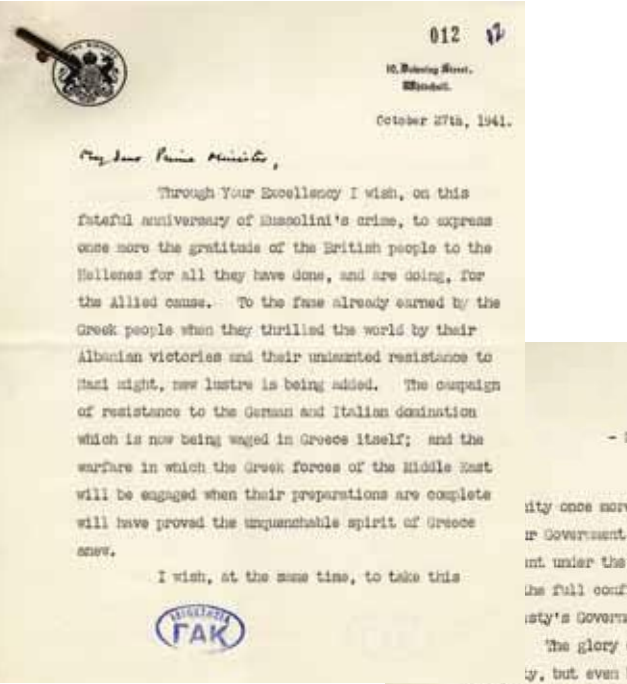 012 12
10, Downing Street,
Whitehall.
October 27th, 1941.
My dear Prime Minister,
Through Your Excellency I wish, on this
fateful anniversary of Mussolini's crime, to express
once more the gratitude of the British people to the
Hellenes for all they have done, and are doing, for
the Allied cause. To the fame already earned by the
Greek people when they thrilled the world by their
Albanian victories and their undaunted resistance to
Nazi might, new lustre is being added. The campaign
of resistance to the German and Italian domination
which is now being waged in Greece itself; and the
warfare in which the Greek forces of the Middle East
will be engaged when their preparations are complete
will have proved the unquenchable spirit of Greece
anew.
I wish, at the same time, to take this
ΓΑΚ
-
ity once more
r Government
nt under the
the full conf
sty's Governm
The glory
y, but even